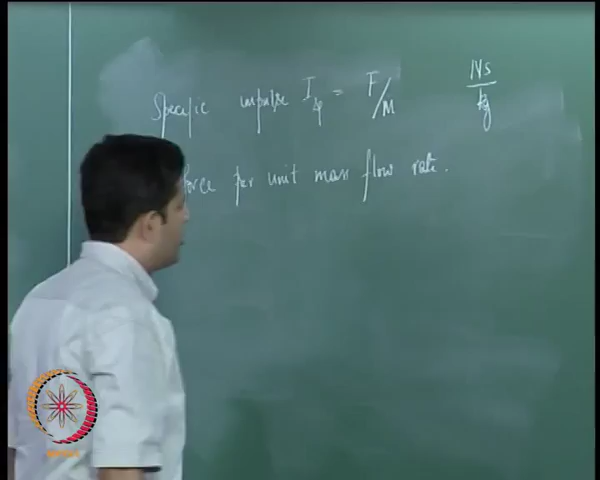 Specific impulse Isp = F/M Ns/kg
force per unit mass flow rate.